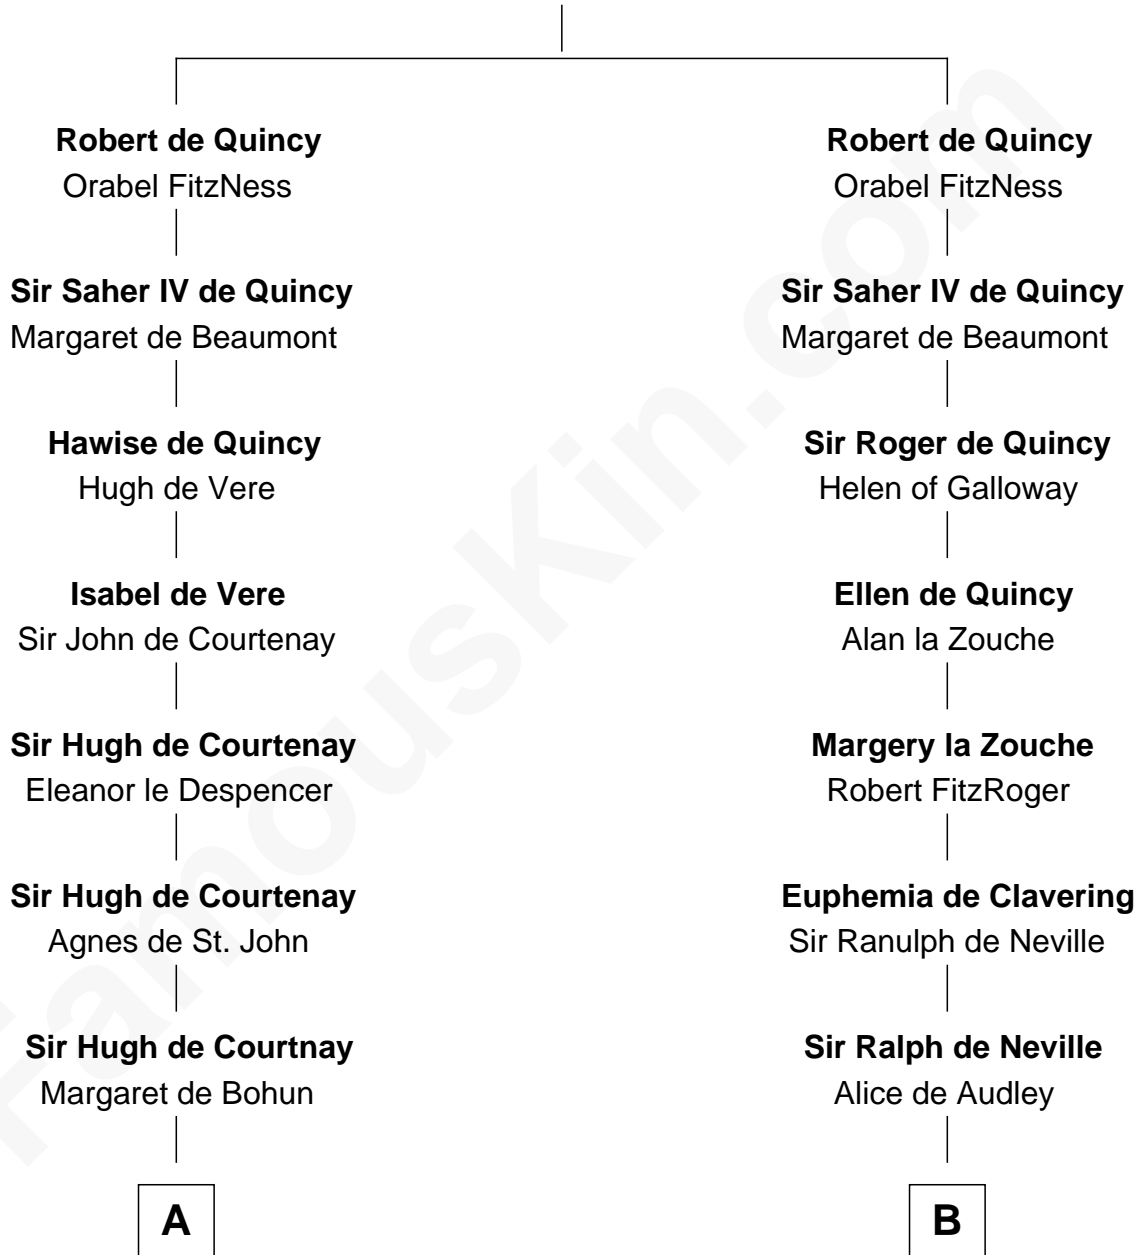 Robert de Quincy
Orabel FitzNess
Sir Saher IV de Quincy
Margaret de Beaumont
Hawise de Quincy
Hugh de Vere
Isabel de Vere
Sir John de Courtenay
Sir Hugh de Courtenay
Eleanor le Despencer
Sir Hugh de Courtenay
Agnes de St. John
Sir Hugh de Courtnay
Margaret de Bohun
A
Robert de Quincy
Orabel FitzNess
Sir Saher IV de Quincy
Margaret de Beaumont
Sir Roger de Quincy
Helen of Galloway
Ellen de Quincy
Alan la Zouche
Margery la Zouche
Robert FitzRoger
Euphemia de Clavering
Sir Ranulph de Neville
Sir Ralph de Neville
Alice de Audley
B
FamousKin.com